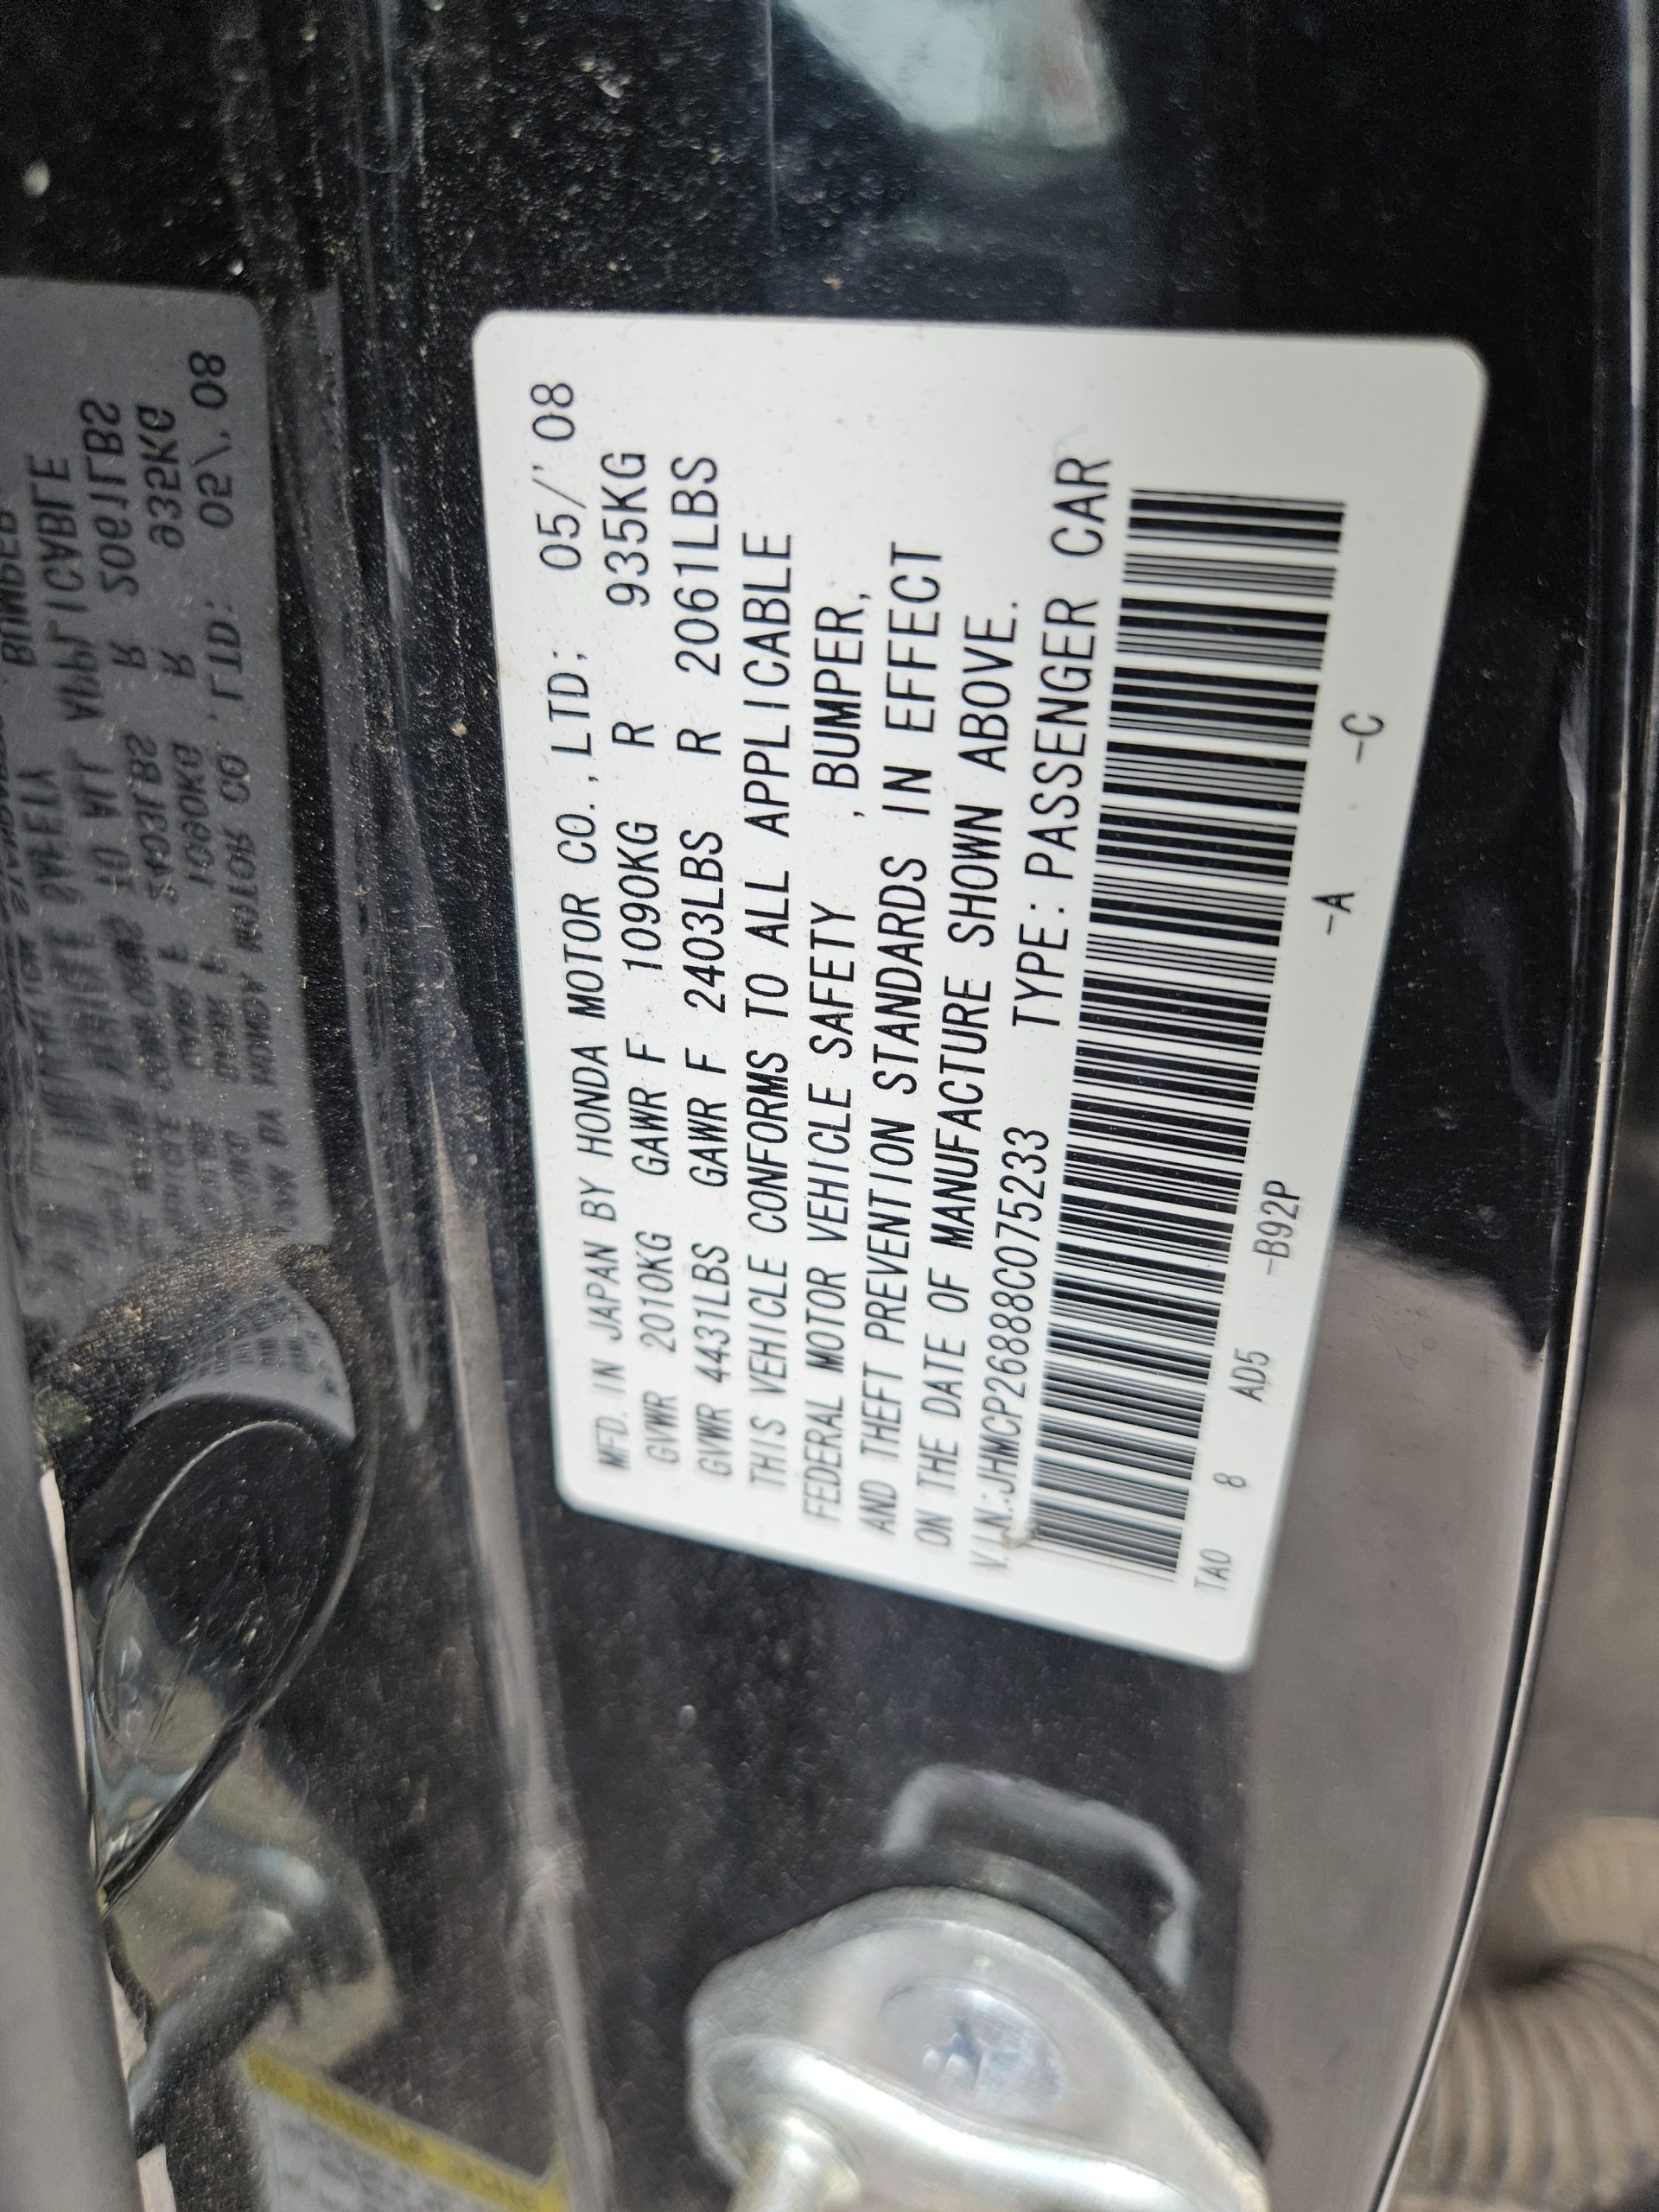 MFD. IN JAPAN BY HONDA MOTOR CO.,LTD; 05/'08
GVWR 2010KG GAWR F 1090KG R 935KG
GVWR 4431LBS GAWR F 2403LBS R 2061LBS
THIS VEHICLE CONFORMS TO ALL APPLICABLE
FEDERAL MOTOR VEHICLE SAFETY ,BUMPER,
AND THEFT PREVENTION STANDARDS IN EFFECT
ON THE DATE OF MANUFACTURE SHOWN ABOVE.
V.I.N.:JHMCP26888C075233 TYPE:PASSENGER CAR
TA0 8 AD5 -B92P -A -C